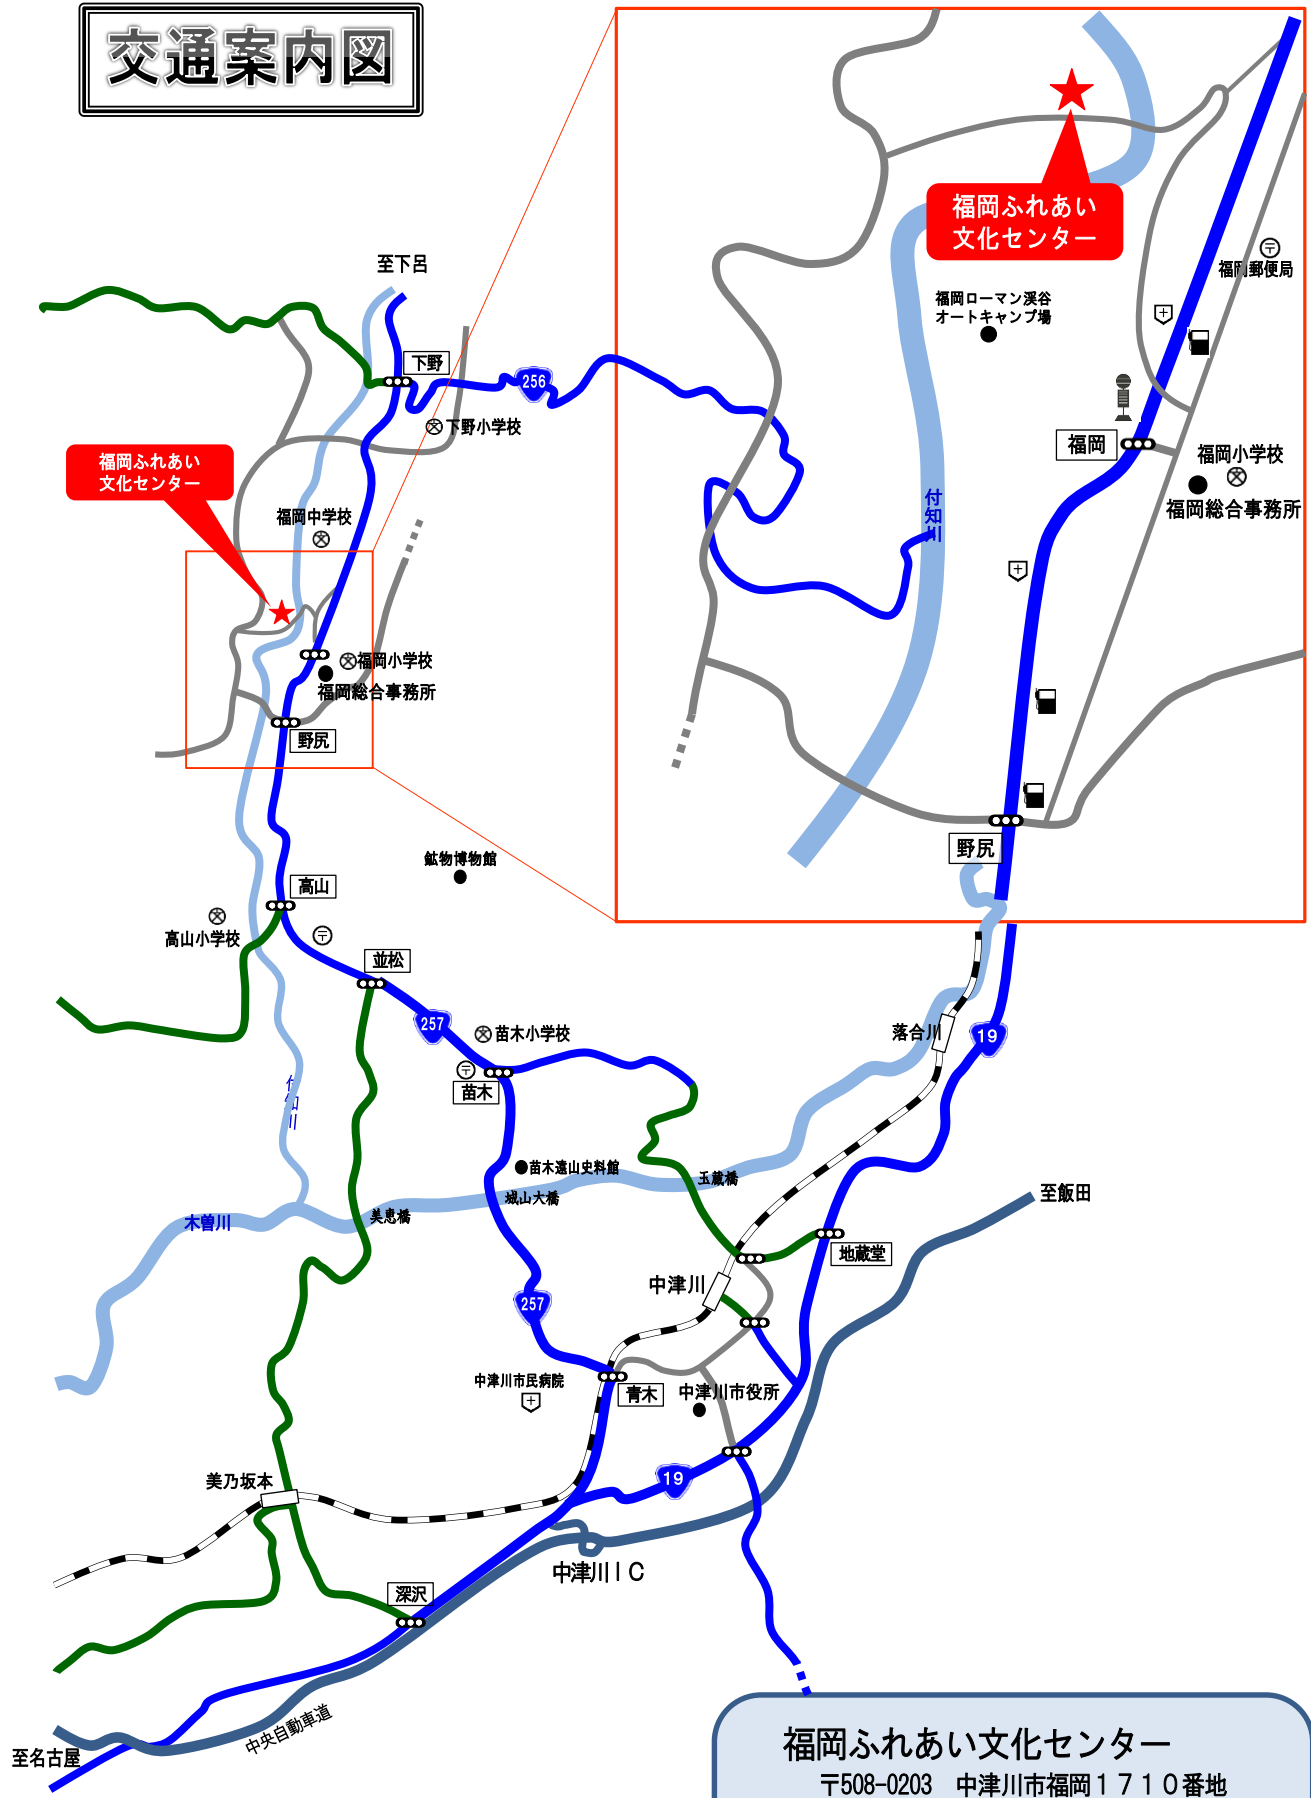 交通案内図
福岡ふれあい
文化センター
福岡郵便局
福岡ローマン渓谷
オートキャンプ場
福岡
福岡小学校
福岡総合事務所
付知川
野尻
至下呂
下野
256
下野小学校
福岡ふれあい
文化センター
福岡中学校
福岡小学校
福岡総合事務所
野尻
鉱物博物館
高山
高山小学校
並松
257
苗木小学校
苗木
落合川
19
付知川
苗木遠山史料館
玉蔵橋
城山大橋
美恵橋
木曽川
至飯田
地蔵堂
中津川
257
中津川市民病院
青木
中津川市役所
美乃坂本
19
中津川IC
深沢
中央自動車道
至名古屋
福岡ふれあい文化センター
〒508-0203 中津川市福岡１７１０番地